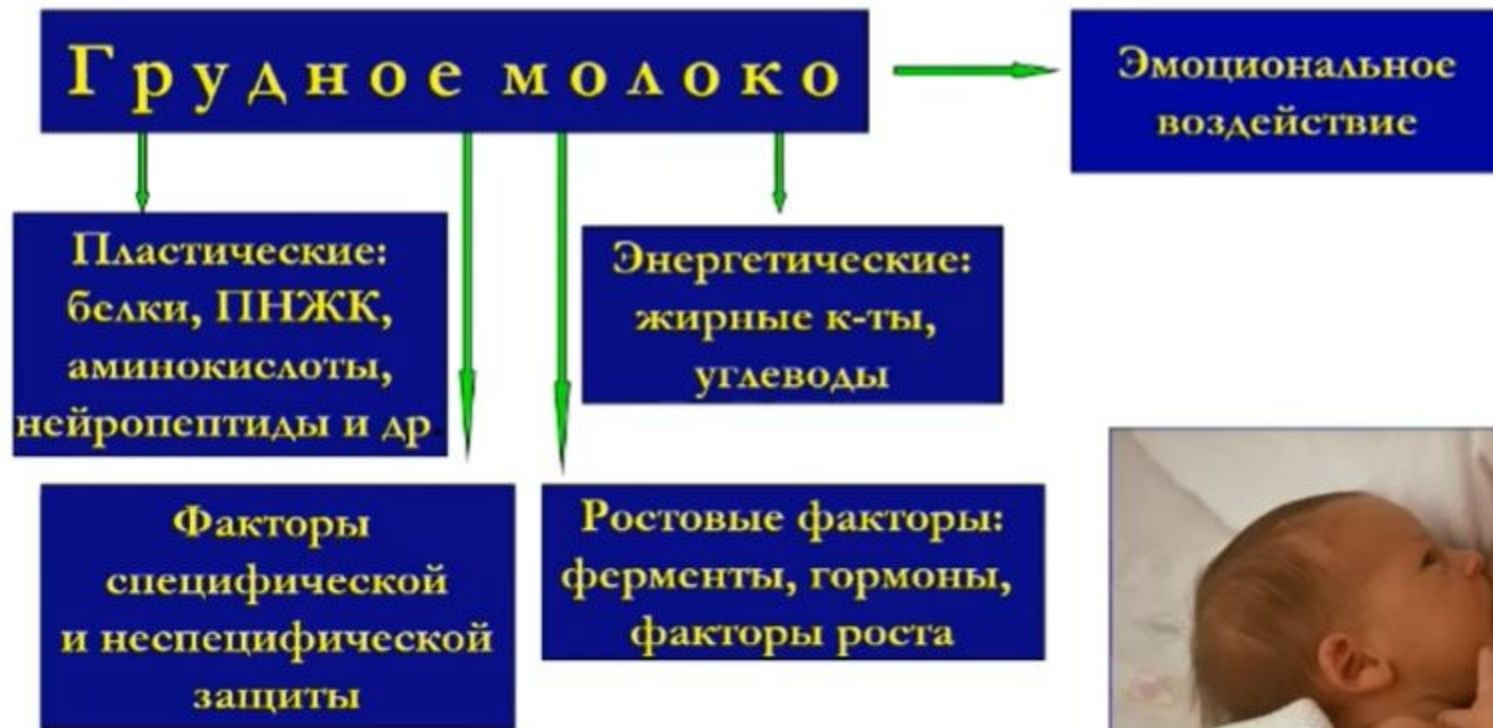 Грудное молоко
Эмоциональное
воздействие
Пластические:
белки, ПНЖК,
аминокислоты,
нейропептиды и др.
Энергетические:
жирные к-ты,
углеводы
Факторы
специфической
и неспецифической
защиты
Ростовые факторы:
ферменты, гормоны,
факторы роста